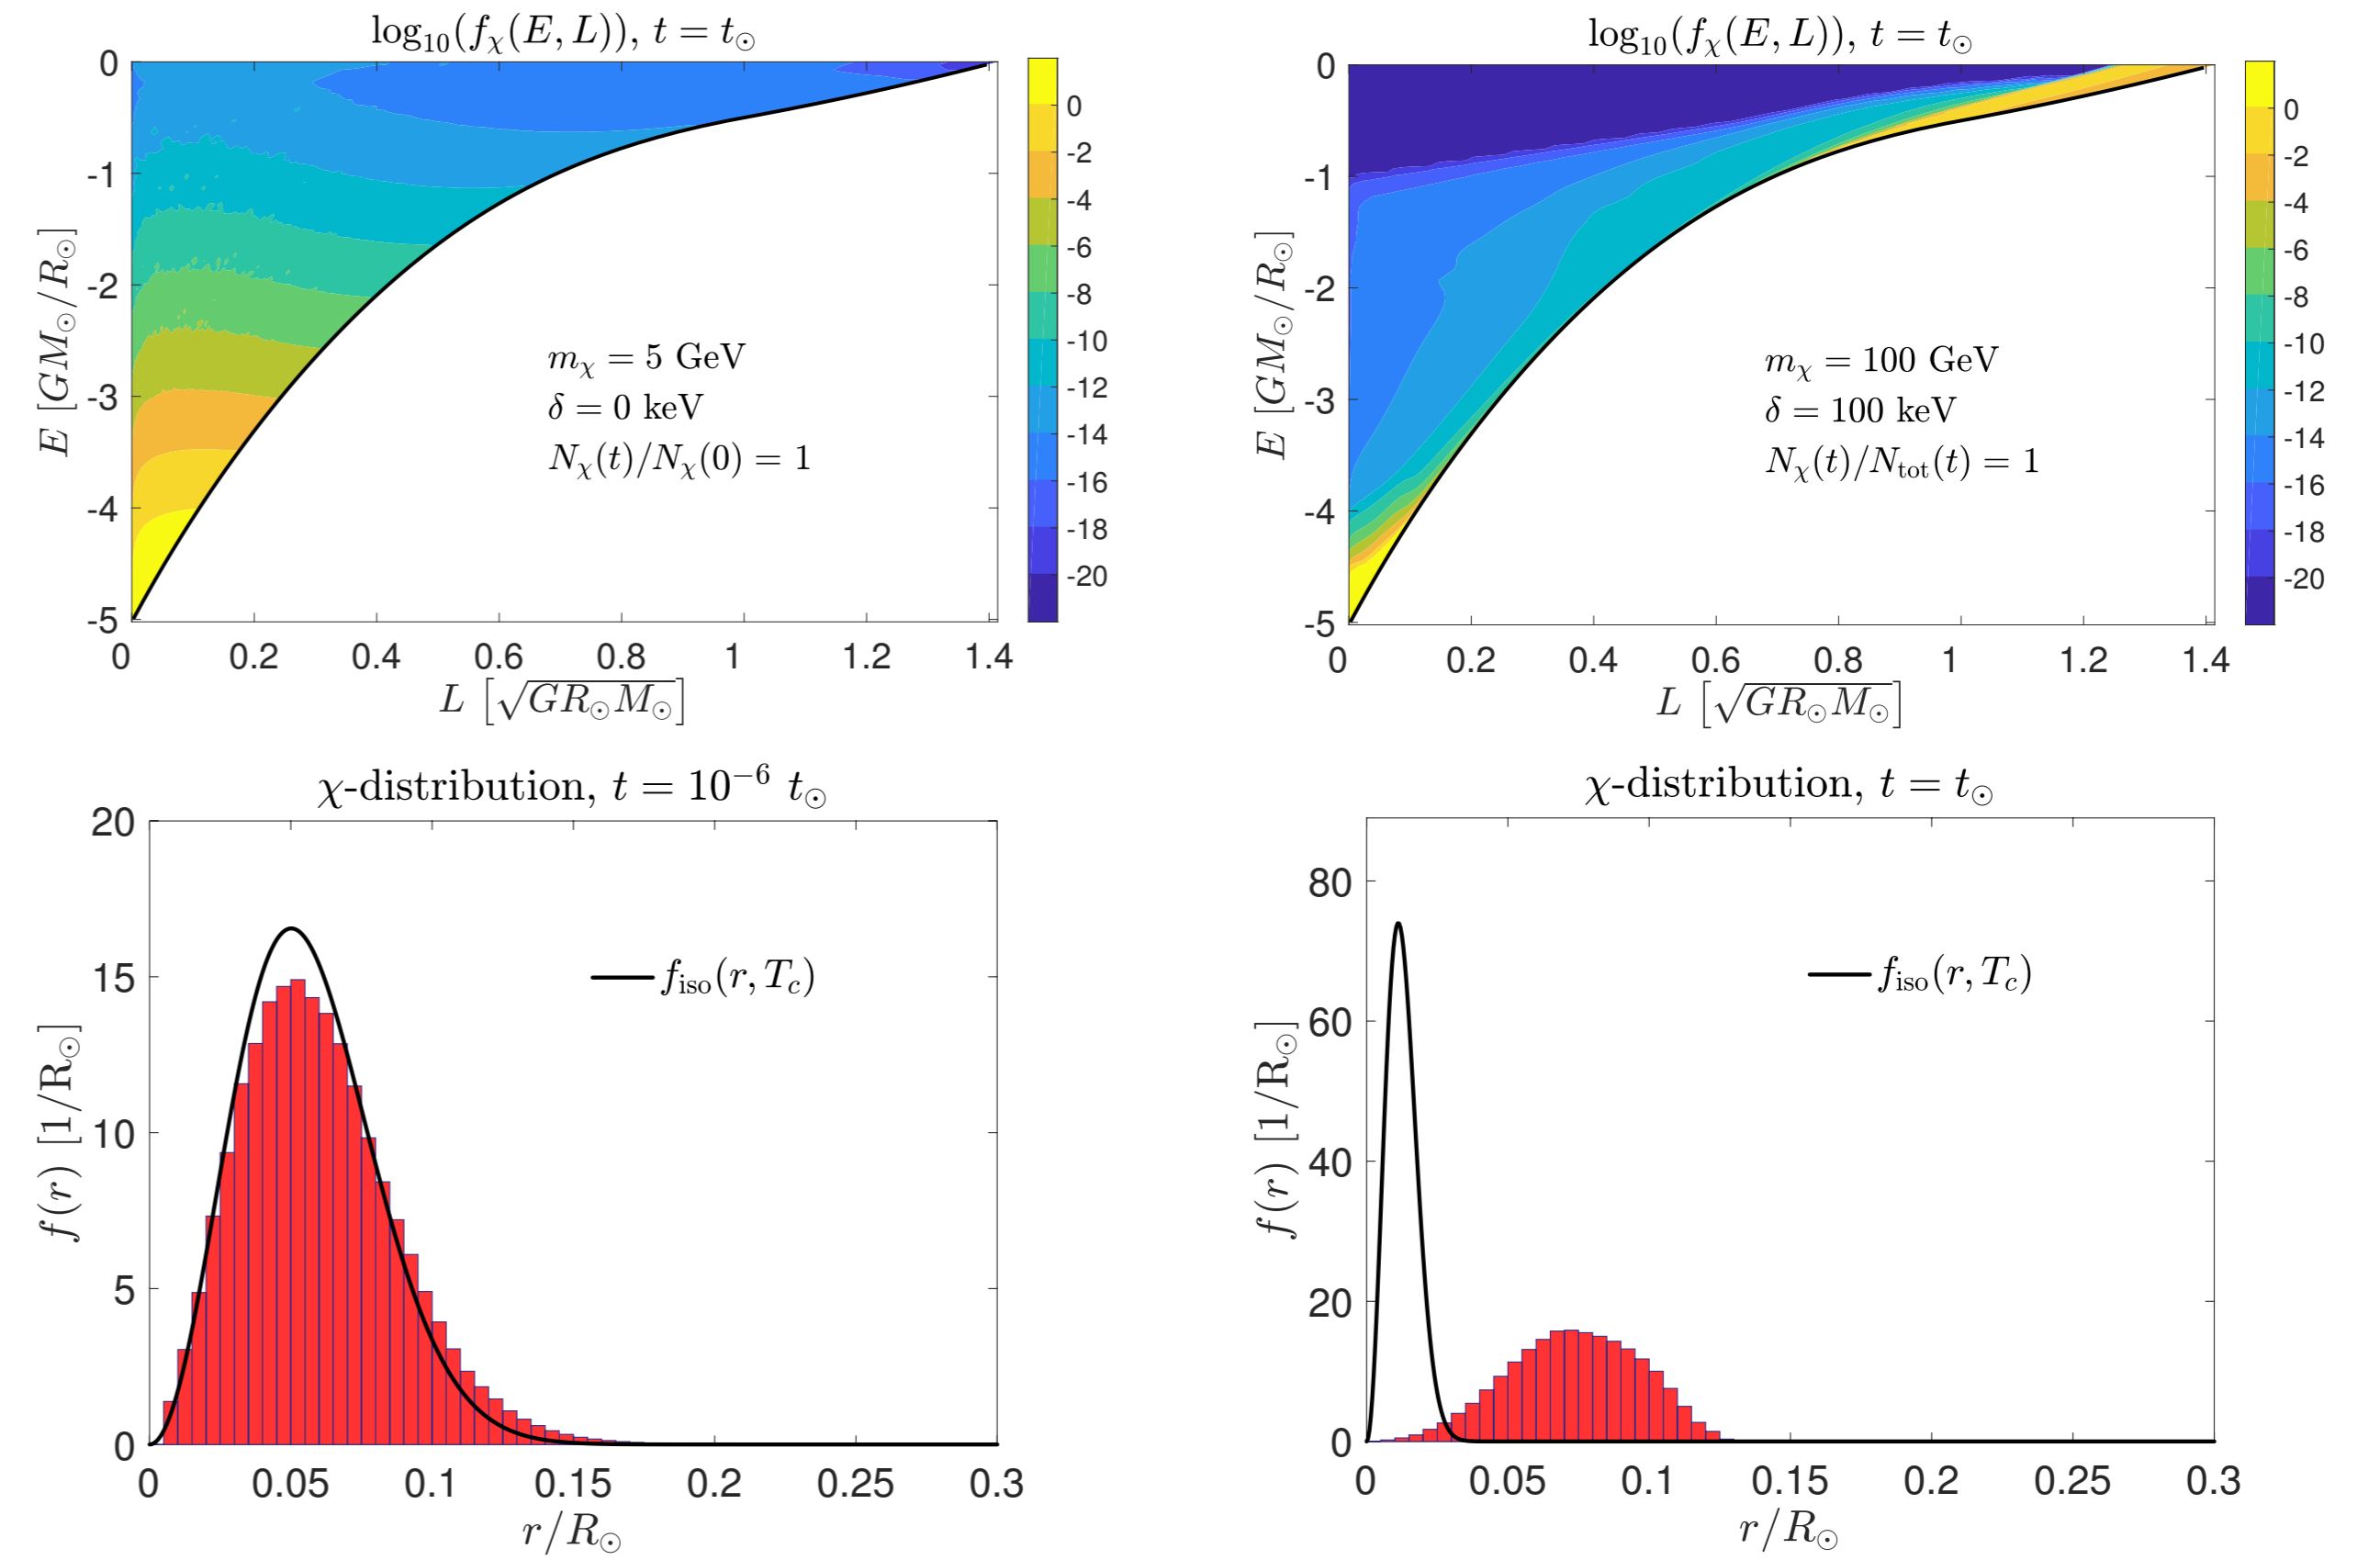 log₁₀(fχ(E, L)), t = t⊙
0
-1
-2
-3
-4
-5
E [GM⊙/R⊙]
mχ = 5 GeV
δ = 0 keV
Nχ(t)/Nχ(0) = 1
0
-2
-4
-6
-8
-10
-12
-14
-16
-18
-20
0 0.2 0.4 0.6 0.8 1 1.2 1.4
L [√GR⊙M⊙]
log₁₀(fχ(E, L)), t = t⊙
0
-1
-2
-3
-4
-5
E [GM⊙/R⊙]
mχ = 100 GeV
δ = 100 keV
Nχ(t)/Ntot(t) = 1
0
-2
-4
-6
-8
-10
-12
-14
-16
-18
-20
0 0.2 0.4 0.6 0.8 1 1.2 1.4
L [√GR⊙M⊙]
χ-distribution, t = 10⁻⁶ t⊙
20
15
10
5
0
f(r) [1/R⊙]
fiso(r, Tc)
0 0.05 0.1 0.15 0.2 0.25 0.3
r/R⊙
χ-distribution, t = t⊙
80
60
40
20
0
f(r) [1/R⊙]
fiso(r, Tc)
0 0.05 0.1 0.15 0.2 0.25 0.3
r/R⊙